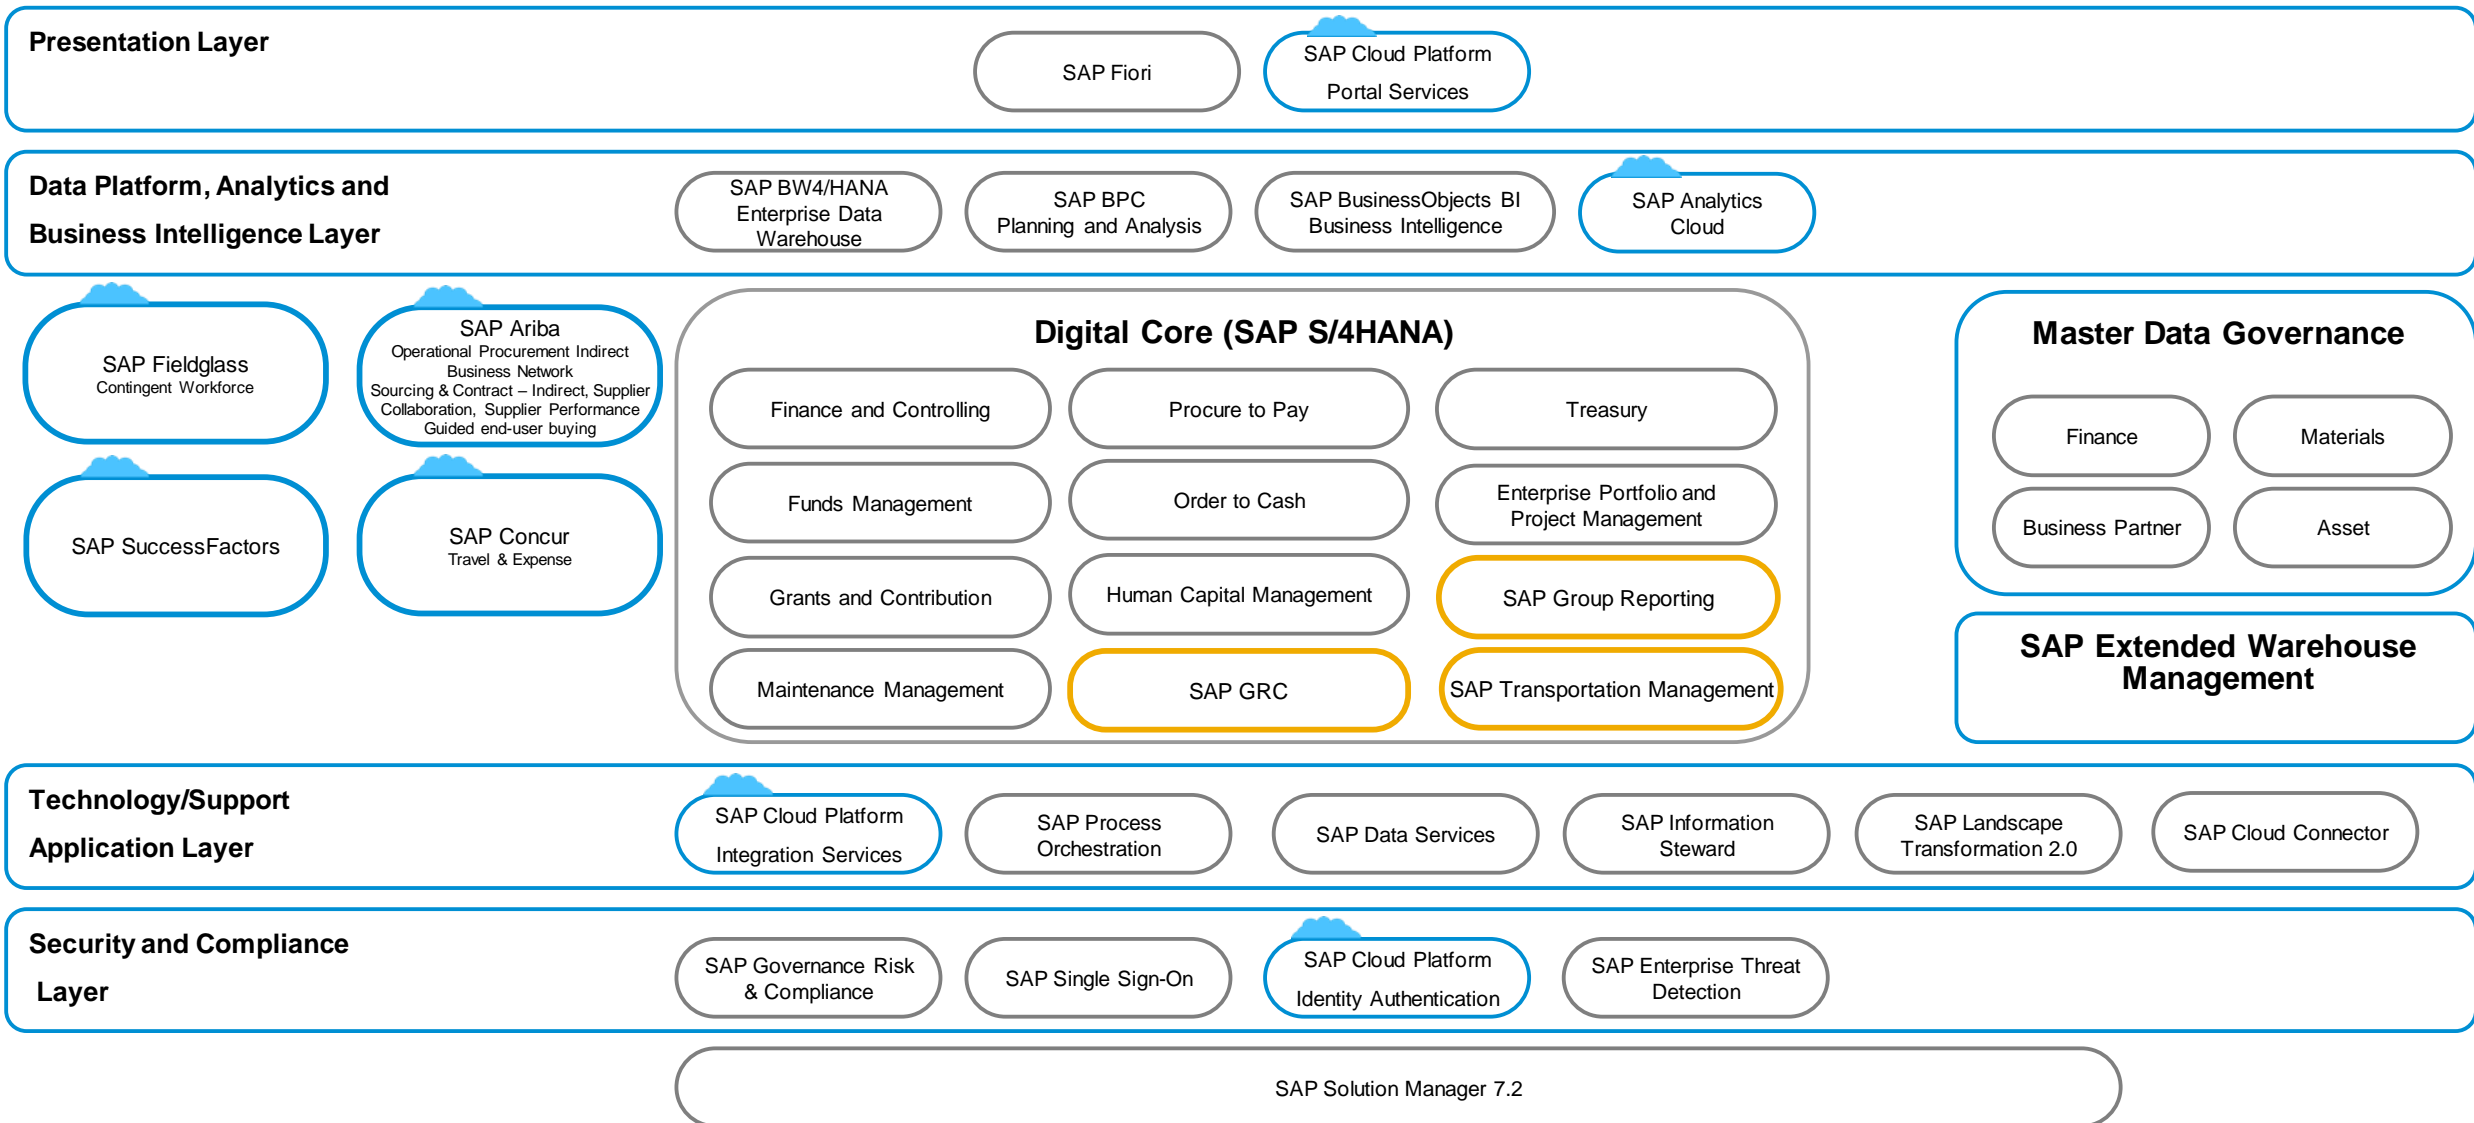 Presentation Layer
SAP Fiori
SAP Cloud Platform
Portal Services
Data Platform, Analytics and
Business Intelligence Layer
SAP BW4/HANA
Enterprise Data
Warehouse
SAP BPC
Planning and Analysis
SAP BusinessObjects BI
Business Intelligence
SAP Analytics
Cloud
SAP Fieldglass
Contingent Workforce
SAP Ariba
Operational Procurement Indirect
Business Network
Sourcing & Contract – Indirect, Supplier
Collaboration, Supplier Performance
Guided end-user buying
SAP SuccessFactors
SAP Concur
Travel & Expense
Digital Core (SAP S/4HANA)
Finance and Controlling
Procure to Pay
Treasury
Funds Management
Order to Cash
Enterprise Portfolio and
Project Management
Grants and Contribution
Human Capital Management
SAP Group Reporting
Maintenance Management
SAP GRC
SAP Transportation Management
Master Data Governance
Finance
Materials
Business Partner
Asset
SAP Extended Warehouse
Management
Technology/Support
Application Layer
SAP Cloud Platform
Integration Services
SAP Process
Orchestration
SAP Data Services
SAP Information
Steward
SAP Landscape
Transformation 2.0
SAP Cloud Connector
Security and Compliance
Layer
SAP Governance Risk
& Compliance
SAP Single Sign-On
SAP Cloud Platform
Identity Authentication
SAP Enterprise Threat
Detection
SAP Solution Manager 7.2